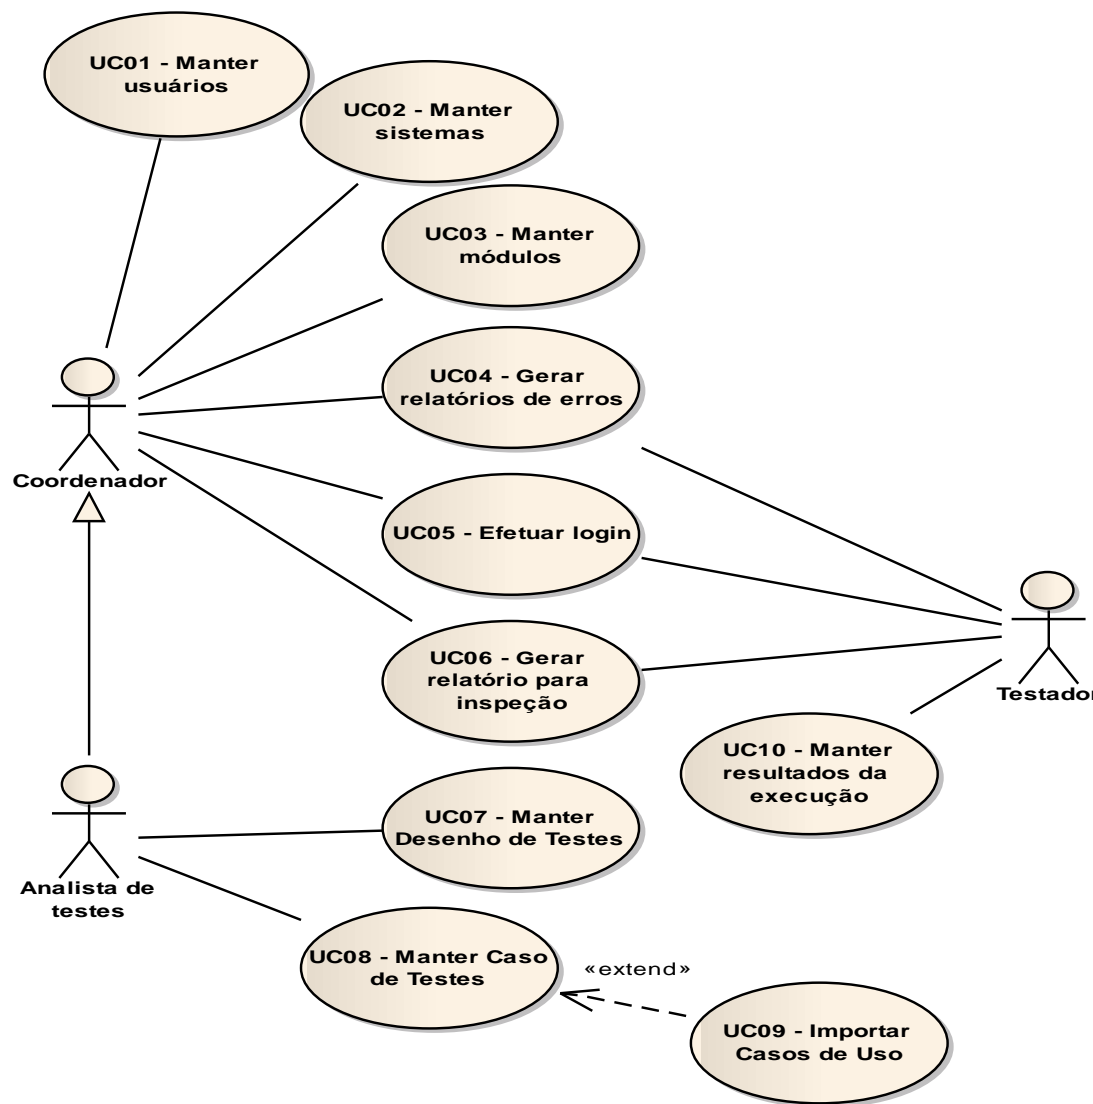 UC01 - Manter
usuários
UC02 - Manter
sistemas
UC03 - Manter
módulos
UC04 - Gerar
relatórios de erros
Coordenador
UC05 - Efetuar login
UC06 - Gerar
relatório para
inspeção
Testador
UC10 - Manter
resultados da
execução
UC07 - Manter
Desenho de Testes
Analista de
testes
UC08 - Manter Caso
de Testes
«extend»
UC09 - Importar
Casos de Uso